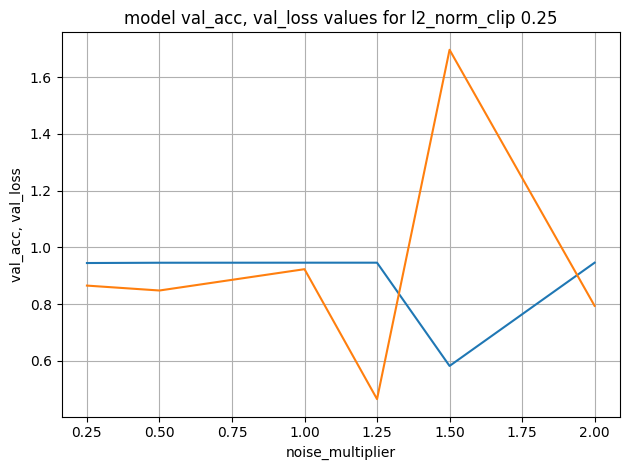 model val_acc, val_loss values for l2_norm_clip 0.25
val_acc, val_loss
1.6
1.4
1.2
1.0
0.8
0.6
0.25 0.50 0.75 1.00 1.25 1.50 1.75 2.00
noise_multiplier